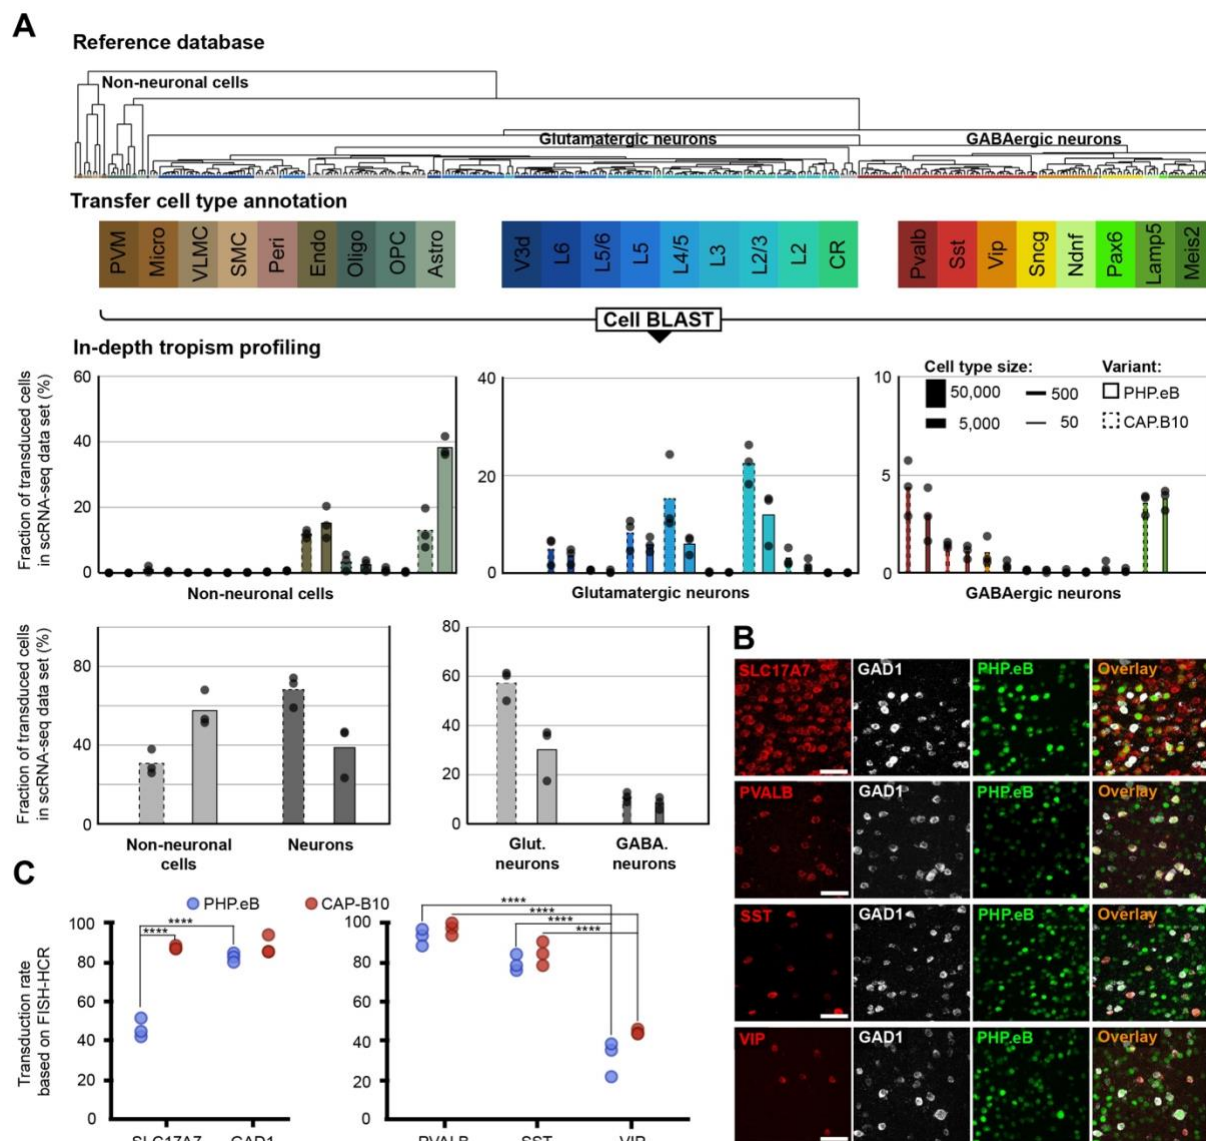 A
Reference database
Non-neuronal cells
Glutamatergic neurons
GABAergic neurons
Transfer cell type annotation
PVM
Micro
VLMC
SMC
Peri
Endo
Oligo
OPC
Astro
V3d
L6
L5/6
L5
L4/5
L3
L2/3
L2
CR
Pvalb
Sst
Vip
Sncg
Ndnf
Pax6
Lamp5
Meis2
Cell BLAST
In-depth tropism profiling
Fraction of transduced cells
in scRNA-seq data set (%)
60
40
20
0
Non-neuronal cells
40
20
0
Glutamatergic neurons
10
5
0
GABAergic neurons
Cell type size:
50,000
5,000
500
50
Variant:
PHP.eB
CAP.B10
Fraction of transduced cells
in scRNA-seq data set (%)
80
40
0
Non-neuronal
cells
Neurons
80
60
40
20
0
Glut.
neurons
GABA.
neurons
B
SLC17A7
GAD1
PHP.eB
Overlay
PVALB
GAD1
PHP.eB
Overlay
SST
GAD1
PHP.eB
Overlay
VIP
GAD1
PHP.eB
Overlay
C
PHP.eB
CAP-B10
Transduction rate
based on FISH-HCR
100
80
60
40
20
0
****
****
SLC17A7
GAD1
100
80
60
40
20
0
****
****
****
****
PVALB
SST
VIP